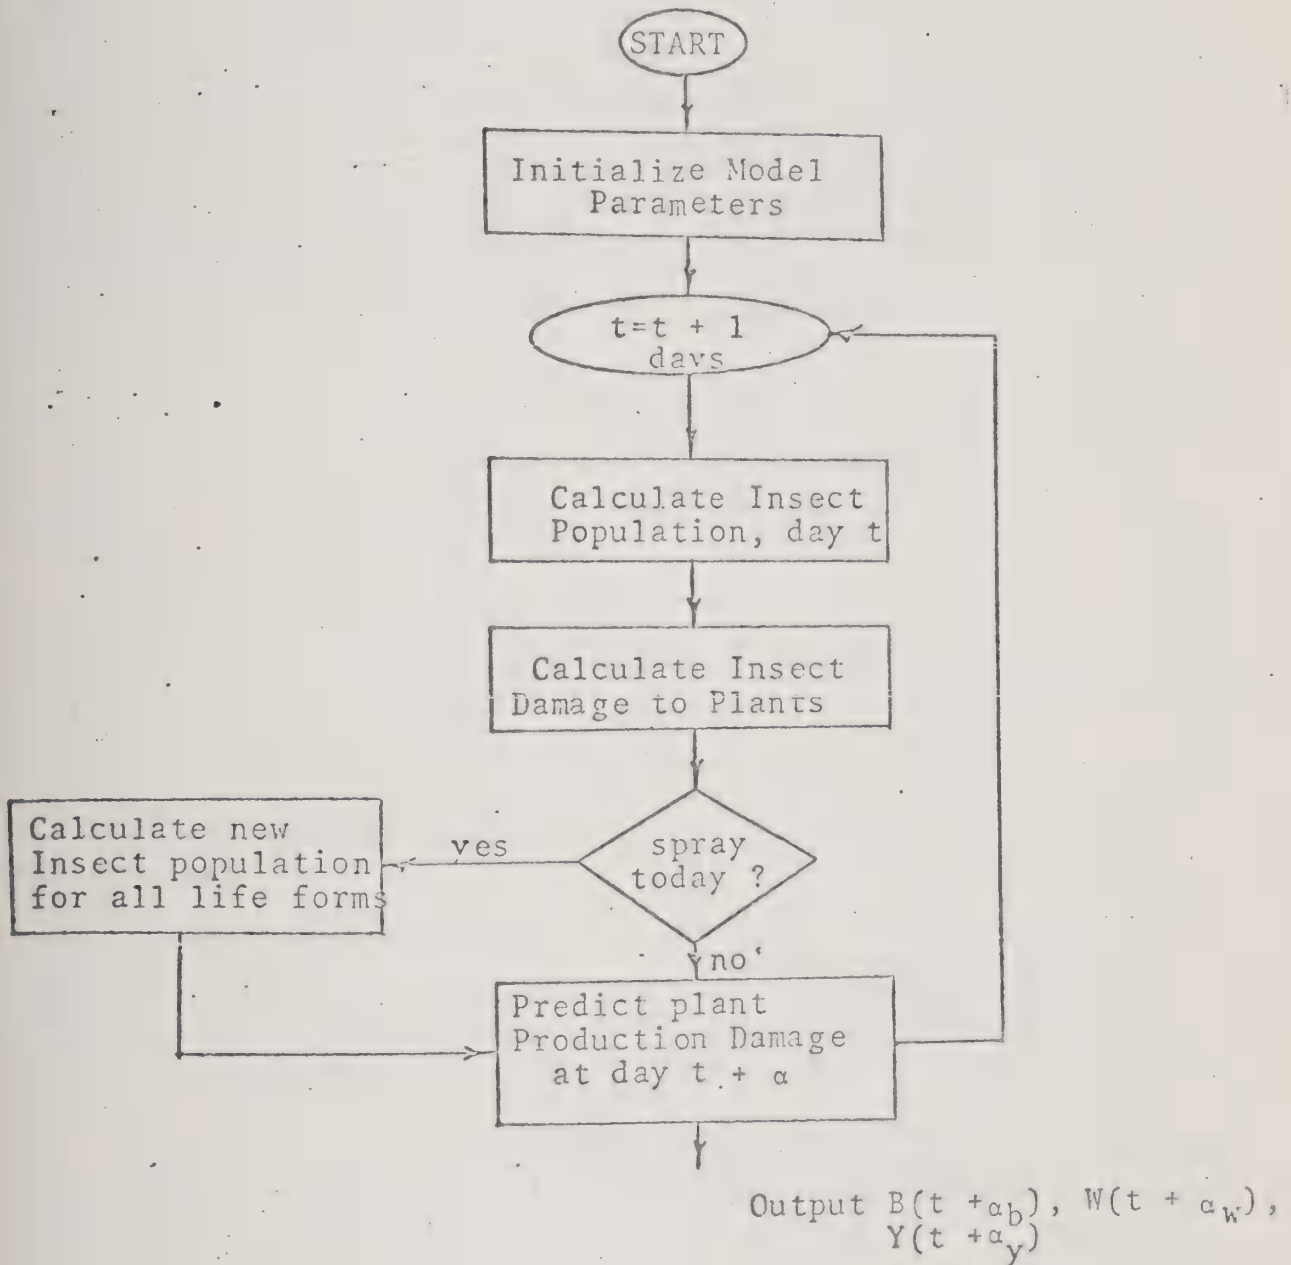 START
Initialize Model
Parameters
t=t + 1
days
Calculate Insect
Population, day t
Calculate Insect
Damage to Plants
spray
today ?
yes
Calculate new
Insect population
for all life forms
no
Predict plant
Production Damage
at day t + α
Output B(t +α_b), W(t + α_w),
Y(t +α_y)